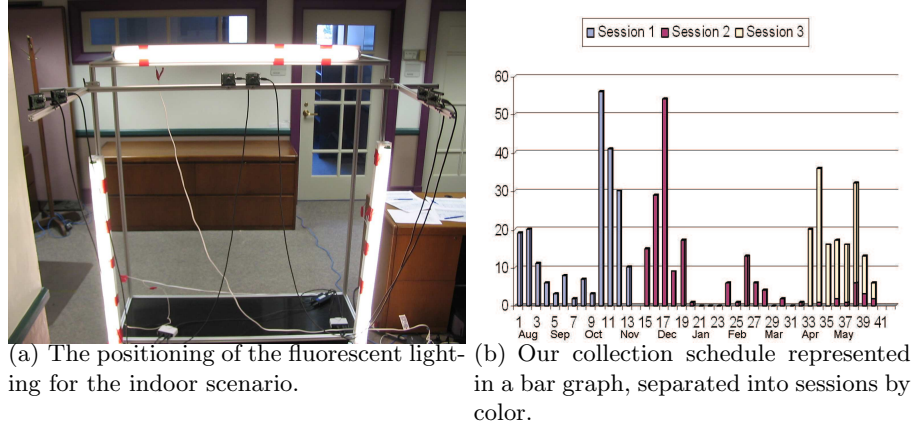 Session 1 Session 2 Session 3
60
50
40
30
20
10
0
1 3 5 7 9 11 13 15 17 19 21 23 25 27 29 31 33 35 37 39 41
Aug Sep Oct Nov Dec Jan Feb Mar Apr May
(a) The positioning of the fluorescent light-
ing for the indoor scenario.
(b) Our collection schedule represented
in a bar graph, separated into sessions by
color.